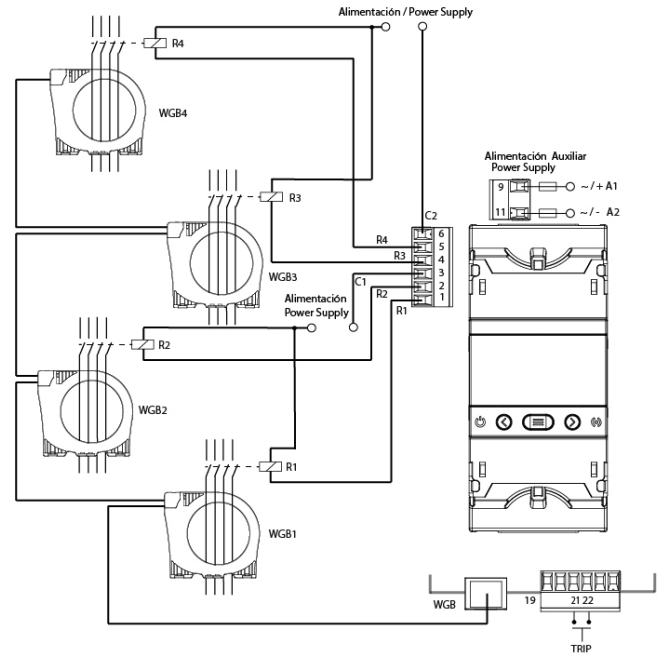 Alimentación / Power Supply
R4
WGB4
Alimentación Auxiliar
Power Supply
9
~ / + A1
11
~ / - A2
R3
C2
R4
6
5
R3
4
WGB3
C1
3
Alimentación
Power Supply
R2
2
R1
1
R2
WGB2
R1
WGB1
WGB
19
21 22
TRIP